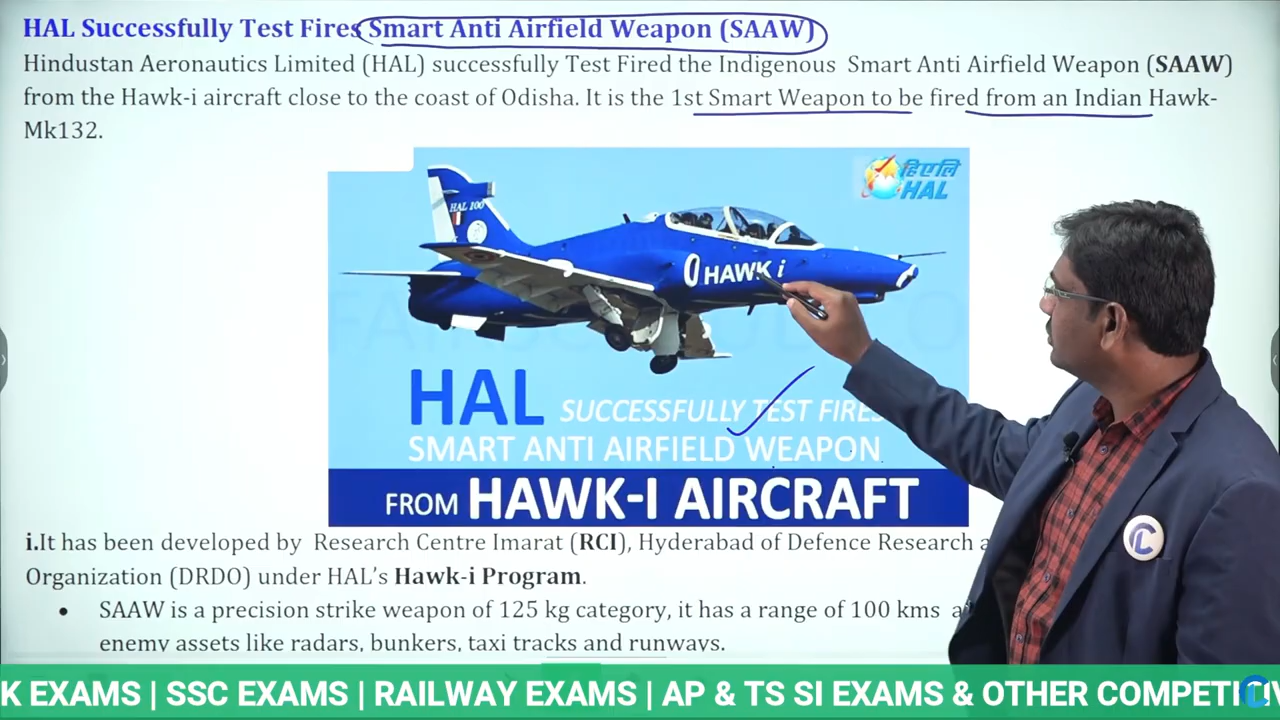 HAL Successfully Test Fires Smart Anti Airfield Weapon (SAAW)
Hindustan Aeronautics Limited (HAL) successfully Test Fired the Indigenous Smart Anti Airfield Weapon (SAAW)
from the Hawk-i aircraft close to the coast of Odisha. It is the 1st Smart Weapon to be fired from an Indian Hawk-
Mk132.
हिएलि
HAL
HAL 100
HAWK i
HAL SUCCESSFULLY TEST FIRES
SMART ANTI AIRFIELD WEAPON
FROM HAWK-I AIRCRAFT
i.It has been developed by Research Centre Imarat (RCI), Hyderabad of Defence Research
Organization (DRDO) under HAL's Hawk-i Program.
• SAAW is a precision strike weapon of 125 kg category, it has a range of 100 kms
enemy assets like radars, bunkers, taxi tracks and runways.
K EXAMS | SSC EXAMS | RAILWAY EXAMS | AP & TS SI EXAMS & OTHER COMPETITIV